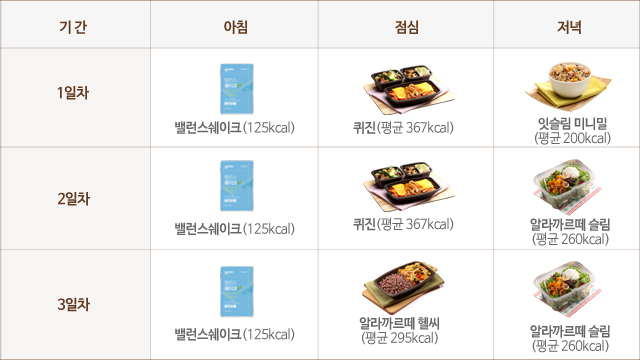 기 간
아침
점심
저녁
1일차
밸런스쉐이크 (125kcal)
퀴진 (평균 367kcal)
잇슬림 미니밀
(평균 200kcal)
2일차
밸런스쉐이크 (125kcal)
퀴진 (평균 367kcal)
알라까르떼 슬림
(평균 260kcal)
3일차
밸런스쉐이크 (125kcal)
알라까르떼 헬씨
(평균 295kcal)
알라까르떼 슬림
(평균 260kcal)